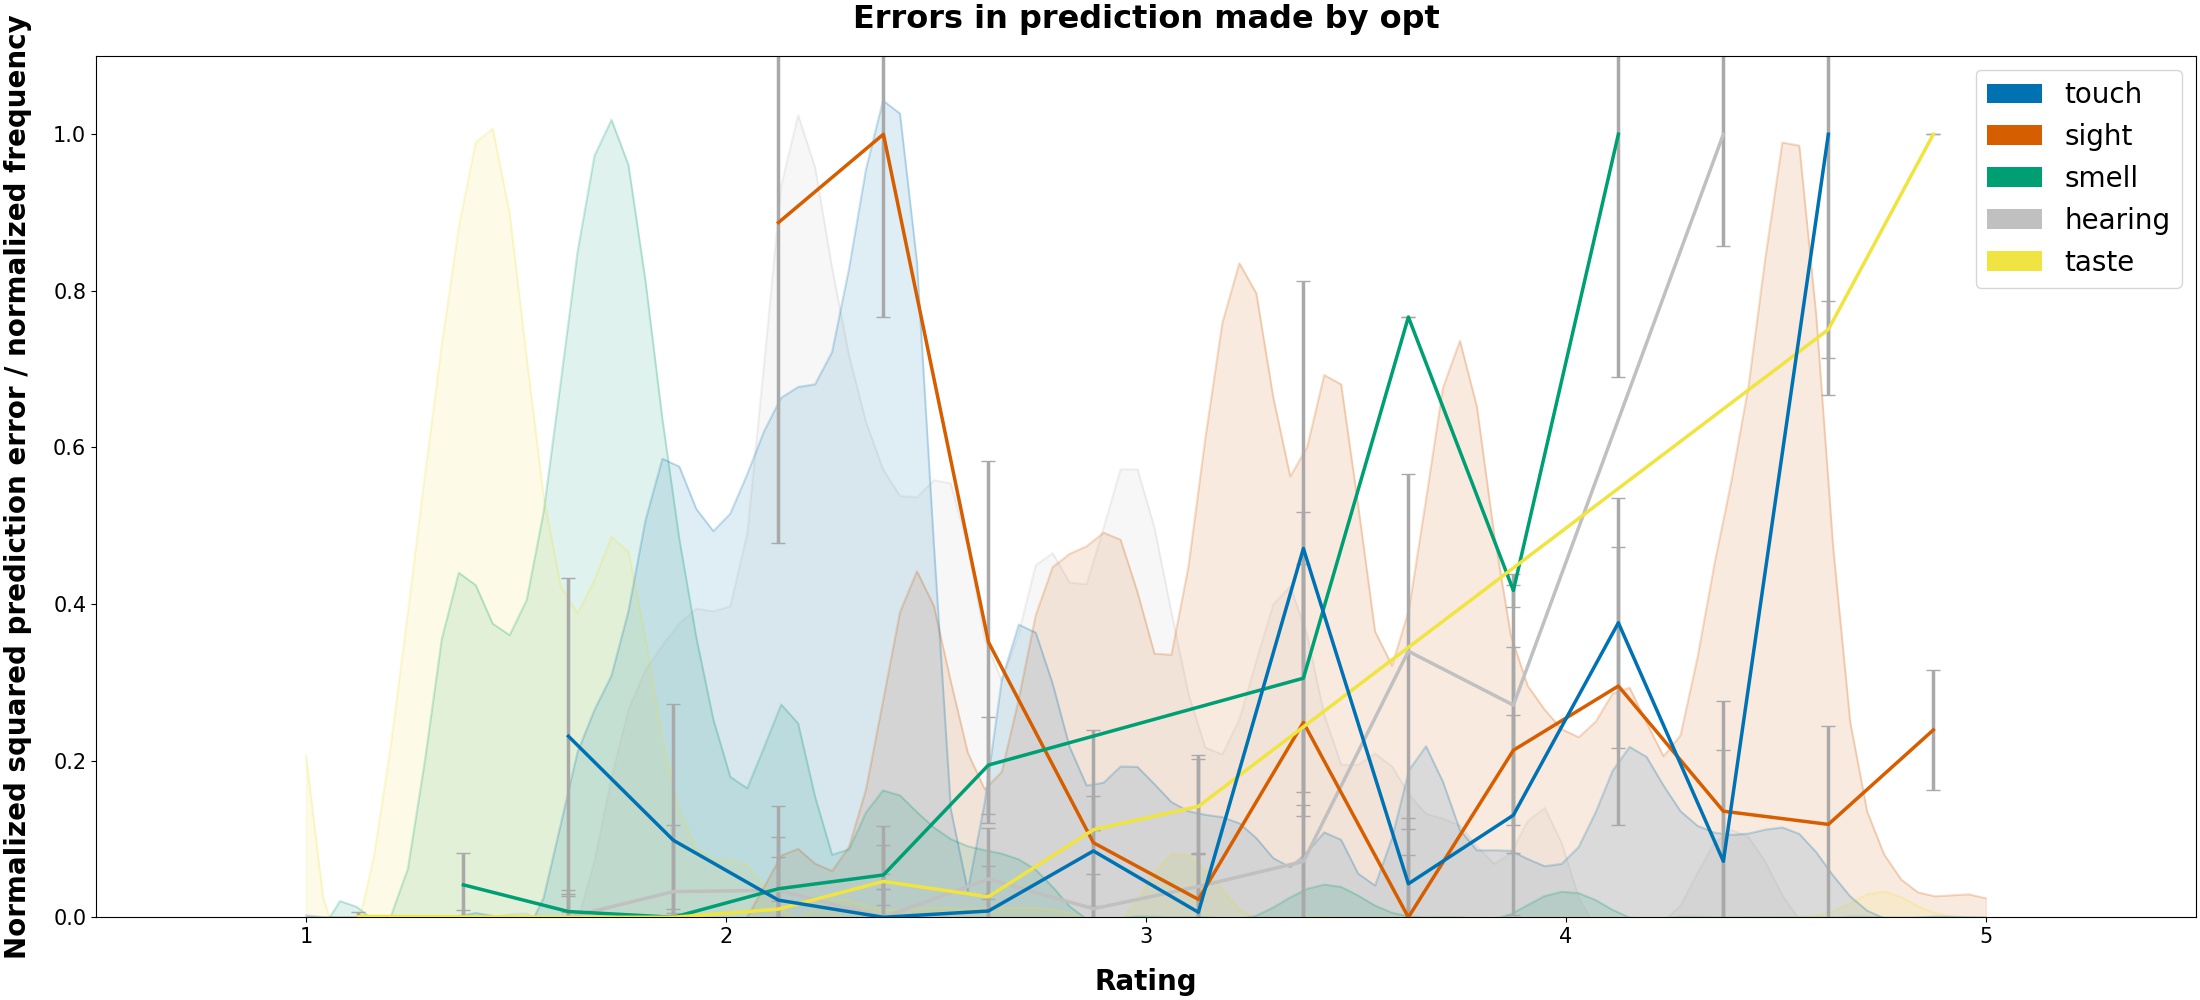 Errors in prediction made by opt
Normalized squared prediction error / normalized frequency
1.0
0.8
0.6
0.4
0.2
0.0
touch
sight
smell
hearing
taste
1 2 3 4 5
Rating